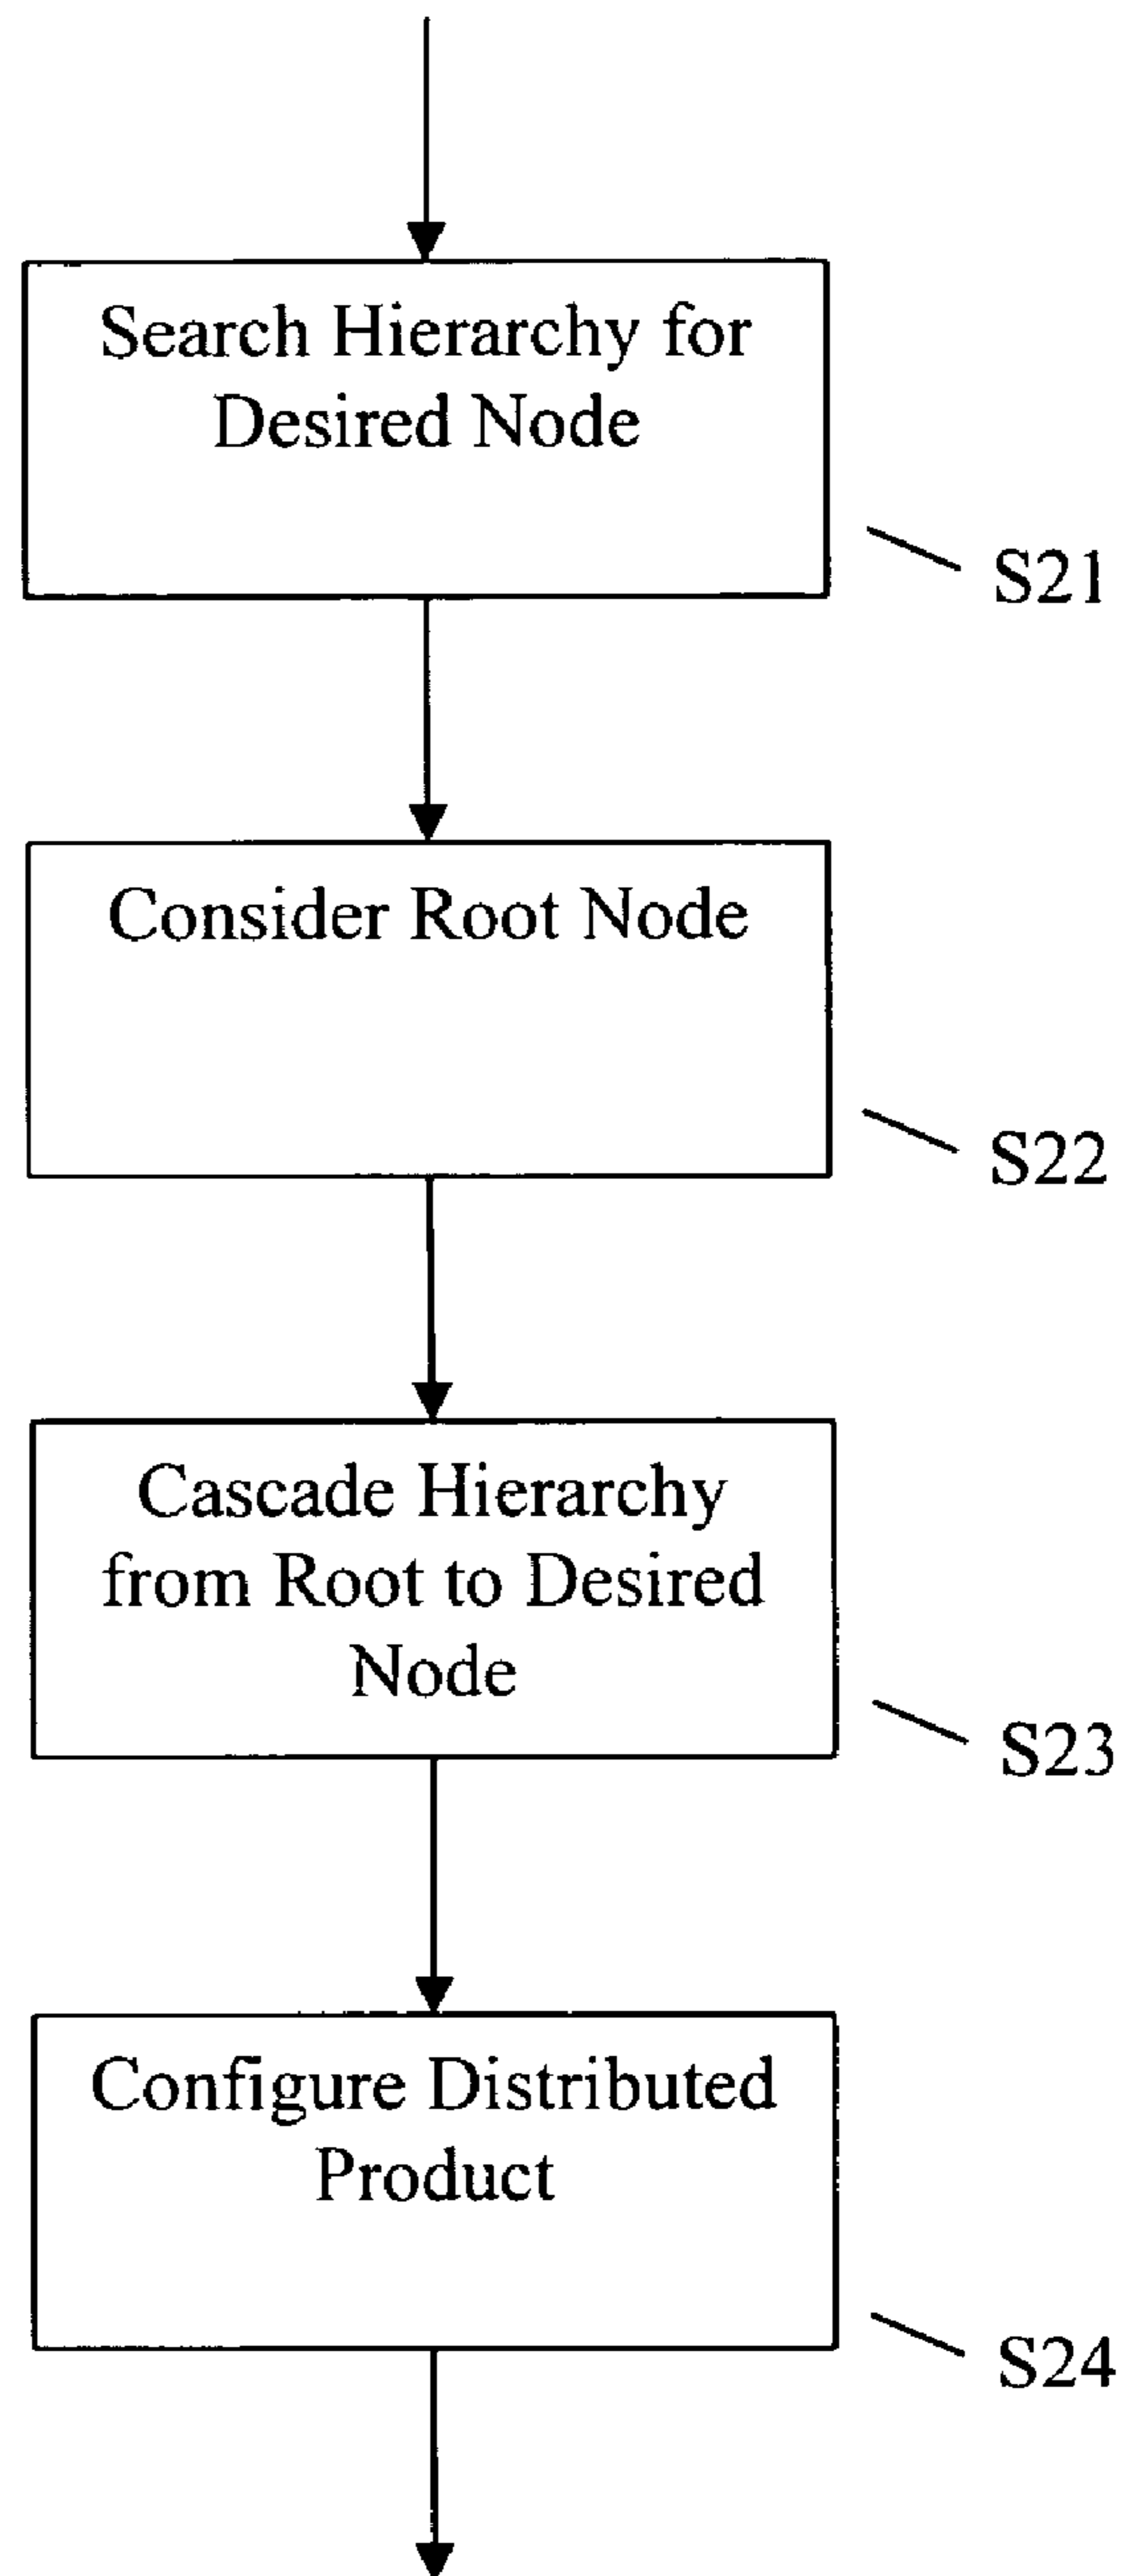 Search Hierarchy for
Desired Node
S21
Consider Root Node
S22
Cascade Hierarchy
from Root to Desired
Node
S23
Configure Distributed
Product
S24